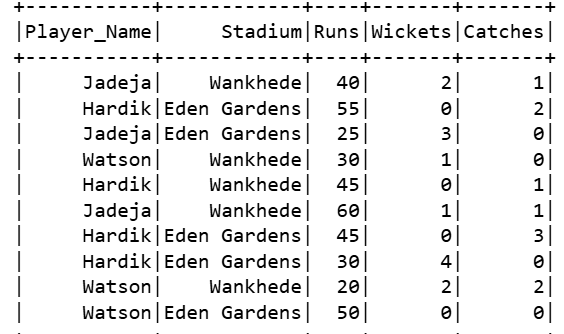 +-----------+------------+----+-------+-------+
|Player_Name|     Stadium|Runs|Wickets|Catches|
+-----------+------------+----+-------+-------+
|     Jadeja|    Wankhede|  40|      2|      1|
|     Hardik|Eden Gardens|  55|      0|      2|
|     Jadeja|Eden Gardens|  25|      3|      0|
|     Watson|    Wankhede|  30|      1|      0|
|     Hardik|    Wankhede|  45|      0|      1|
|     Jadeja|    Wankhede|  60|      1|      1|
|     Hardik|Eden Gardens|  45|      0|      3|
|     Hardik|Eden Gardens|  30|      4|      0|
|     Watson|    Wankhede|  20|      2|      2|
|     Watson|Eden Gardens|  50|      0|      0|